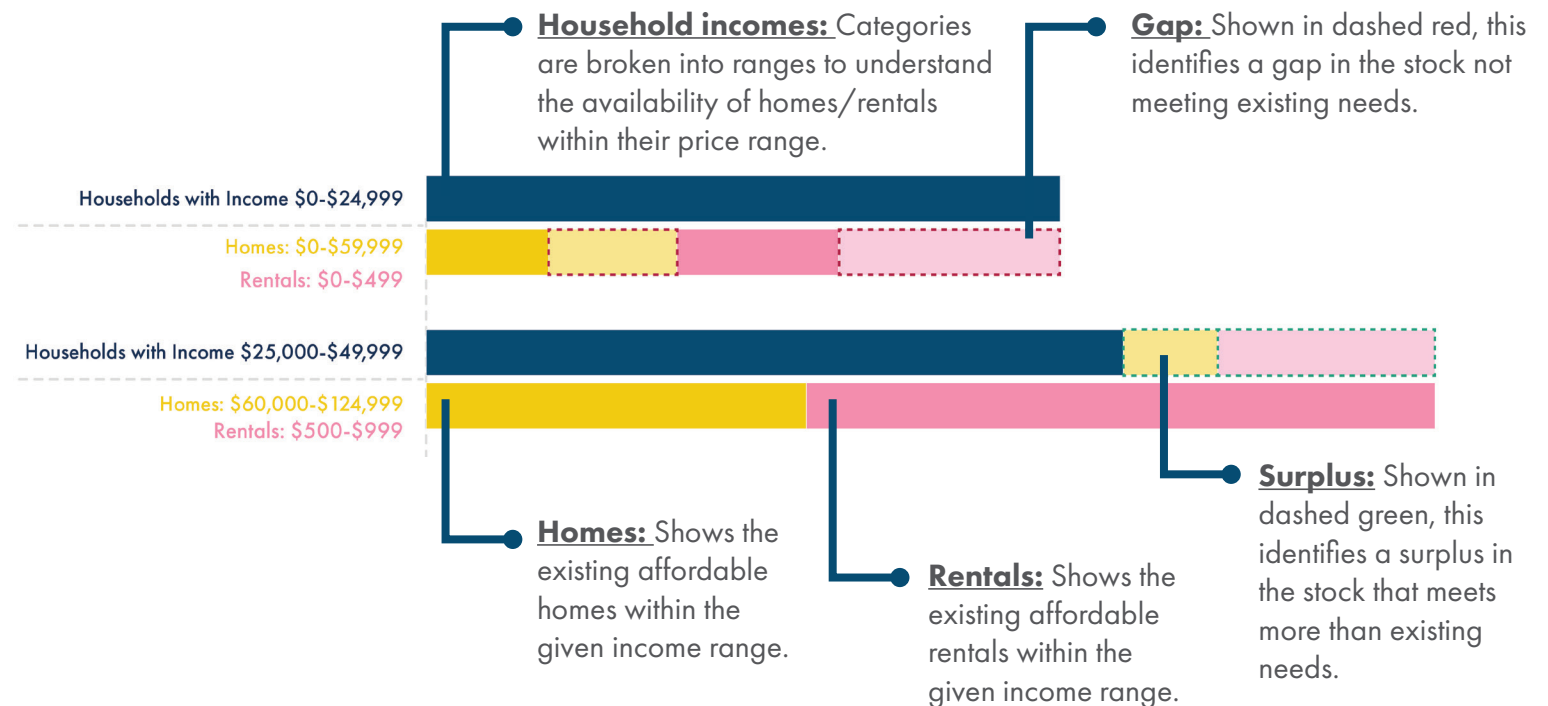 Household incomes: Categories
are broken into ranges to understand
the availability of homes/rentals
within their price range.
Gap: Shown in dashed red, this
identifies a gap in the stock not
meeting existing needs.
Households with Income $0-$24,999
Homes: $0-$59,999
Rentals: $0-$499
Households with Income $25,000-$49,999
Homes: $60,000-$124,999
Rentals: $500-$999
Homes: Shows the
existing affordable
homes within the
given income range.
Rentals: Shows the
existing affordable
rentals within the
given income range.
Surplus: Shown in
dashed green, this
identifies a surplus in
the stock that meets
more than existing
needs.